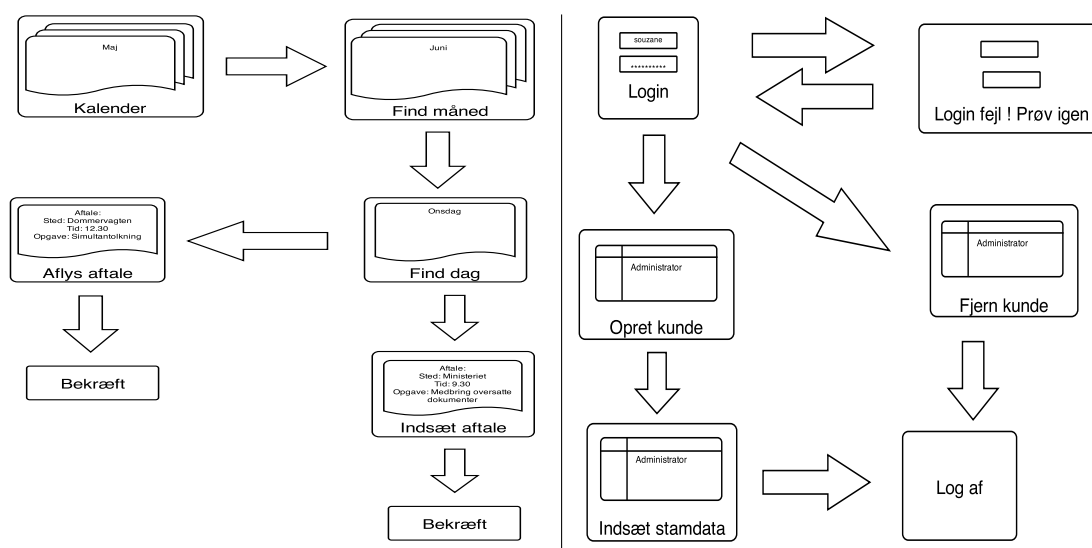 Maj
Kalender
Juni
Find måned
Aftale:
Sted: Dommervagten
Tid: 12.30
Opgave: Simultantolkning
Aflys aftale
Onsdag
Find dag
Bekræft
Aftale:
Sted: Ministeriet
Tid: 9.30
Opgave: Medbring oversatte
dokumenter
Indsæt aftale
Bekræft
souzane
**********
Login
Login fejl ! Prøv igen
Administrator
Opret kunde
Administrator
Fjern kunde
Administrator
Indsæt stamdata
Log af